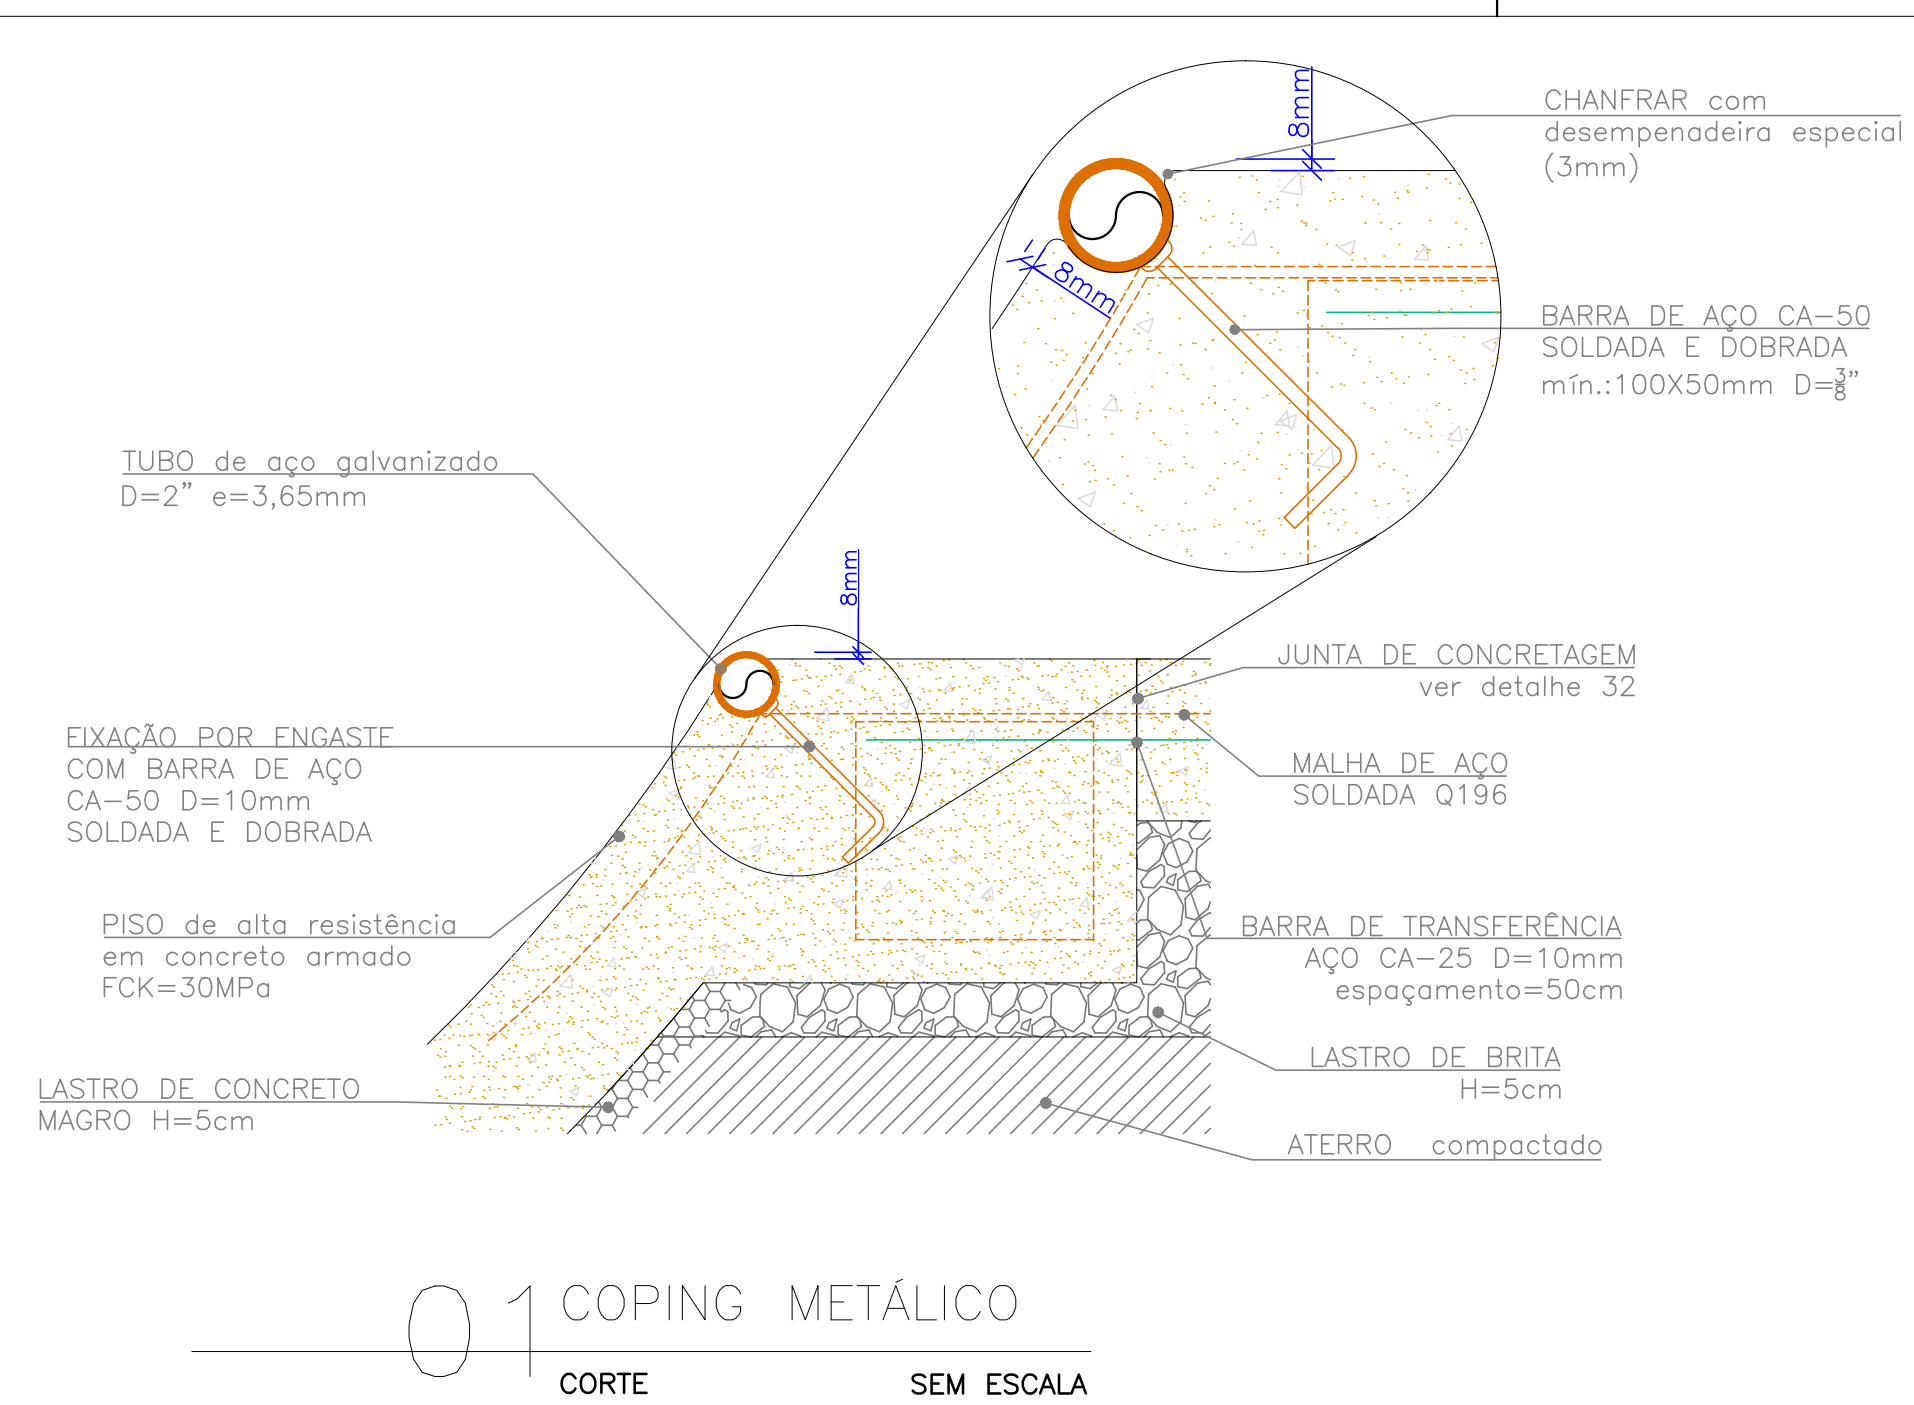 8mm
CHANFRAR com
desempenadeira especial
(3mm)
8mm
BARRA DE AÇO CA-50
SOLDADA E DOBRADA
mín.:100X50mm D=3/8”
TUBO de aço galvanizado
D=2” e=3,65mm
8mm
JUNTA DE CONCRETAGEM
ver detalhe 32
FIXAÇÃO POR ENGASTE
COM BARRA DE AÇO
CA-50 D=10mm
SOLDADA E DOBRADA
MALHA DE AÇO
SOLDADA Q196
PISO de alta resistência
em concreto armado
FCK=30MPa
BARRA DE TRANSFERÊNCIA
AÇO CA-25 D=10mm
espaçamento=50cm
LASTRO DE BRITA
H=5cm
LASTRO DE CONCRETO
MAGRO H=5cm
ATERRO compactado
01 COPING METÁLICO
CORTE SEM ESCALA